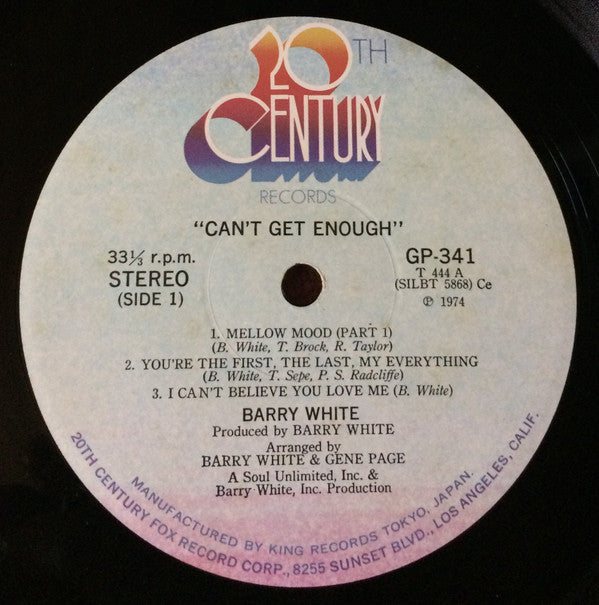 20TH
CENTURY
RECORDS
"CAN'T GET ENOUGH"
33⅓ r.p.m.
STEREO
(SIDE 1)
GP-341
T 444 A
(SILBT 5868) Ce
℗ 1974
1. MELLOW MOOD (PART 1)
(B. White, T. Brock, R. Taylor)
2. YOU'RE THE FIRST, THE LAST, MY EVERYTHING
(B. White, T. Sepe, P. S. Radcliffe)
3. I CAN'T BELIEVE YOU LOVE ME (B. White)
BARRY WHITE
Produced by BARRY WHITE
Arranged by
BARRY WHITE & GENE PAGE
A Soul Unlimited, Inc. &
Barry White, Inc. Production
MANUFACTURED BY KING RECORDS TOKYO, JAPAN.
20TH CENTURY FOX RECORD CORP., 8255 SUNSET BLVD., LOS ANGELES, CALIF.